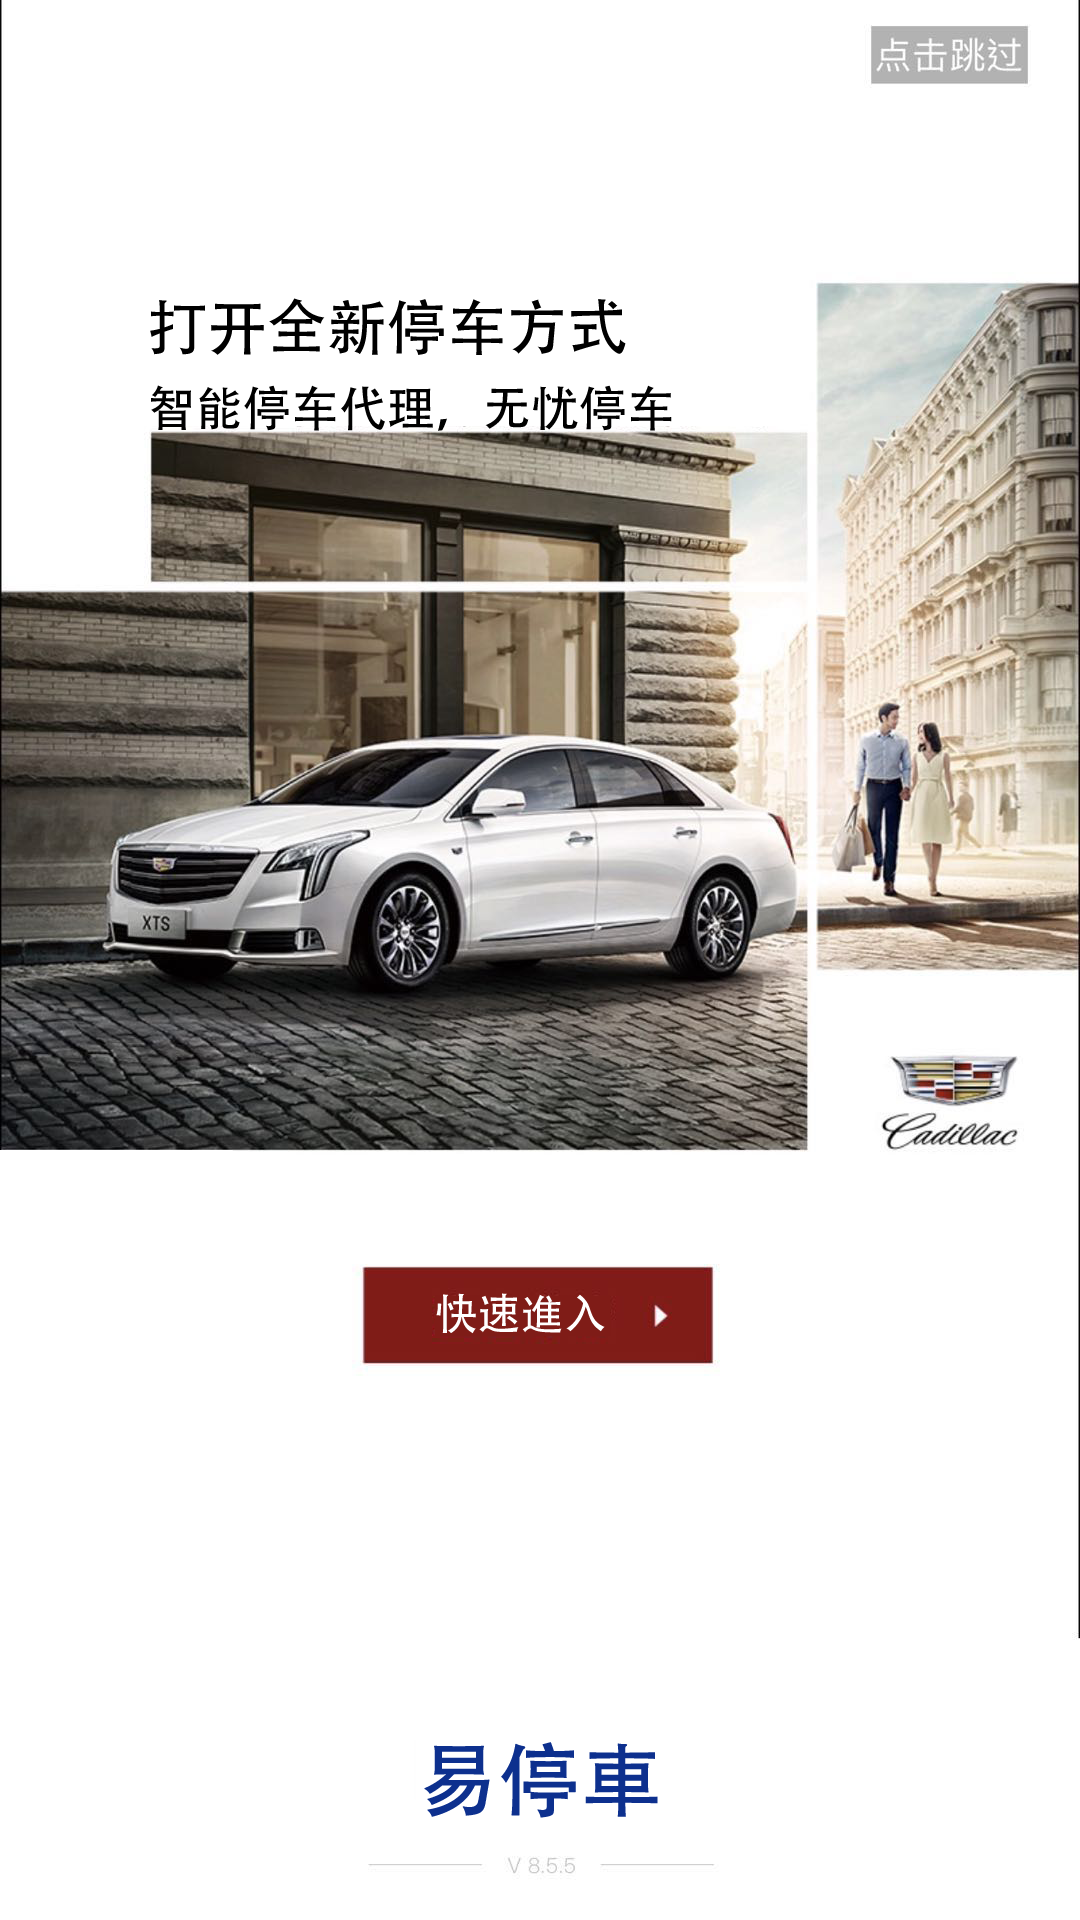 点击跳过
打开全新停车方式
智能停车代理，无忧停车
XTS
Cadillac
快速進入
易停車
V 8.5.5